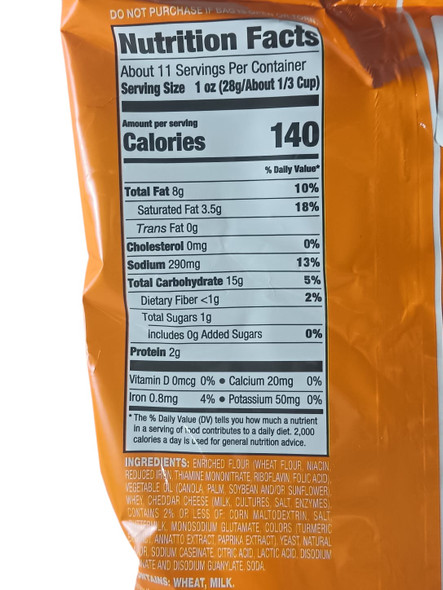 DO NOT PURCHASE IF BAG IS OPEN OR TORN
Nutrition Facts
About 11 Servings Per Container
Serving Size 1 oz (28g/About 1/3 Cup)
Amount per serving
Calories 140
% Daily Value*
Total Fat 8g 10%
Saturated Fat 3.5g 18%
Trans Fat 0g
Cholesterol 0mg 0%
Sodium 290mg 13%
Total Carbohydrate 15g 5%
Dietary Fiber <1g 2%
Total Sugars 1g
Includes 0g Added Sugars 0%
Protein 2g
Vitamin D 0mcg 0% • Calcium 20mg 0%
Iron 0.8mg 4% • Potassium 50mg 0%
* The % Daily Value (DV) tells you how much a nutrient
in a serving of food contributes to a daily diet. 2,000
calories a day is used for general nutrition advice.
INGREDIENTS: ENRICHED FLOUR (WHEAT FLOUR, NIACIN,
REDUCED IRON, THIAMINE MONONITRATE, RIBOFLAVIN, FOLIC ACID),
VEGETABLE OIL (CANOLA, PALM, SOYBEAN AND/OR SUNFLOWER),
WHEY, CHEDDAR CHEESE (MILK, CULTURES, SALT, ENZYMES),
CONTAINS 2% OR LESS OF: CORN MALTODEXTRIN, SALT,
MONOSODIUM GLUTAMATE, COLORS (TURMERIC
ANNATTO EXTRACT, PAPRIKA EXTRACT), YEAST, NATURAL
SODIUM CASEINATE, CITRIC ACID, LACTIC ACID, DISODIUM
AND DISODIUM GUANYLATE, SODA.
WHEAT, MILK.